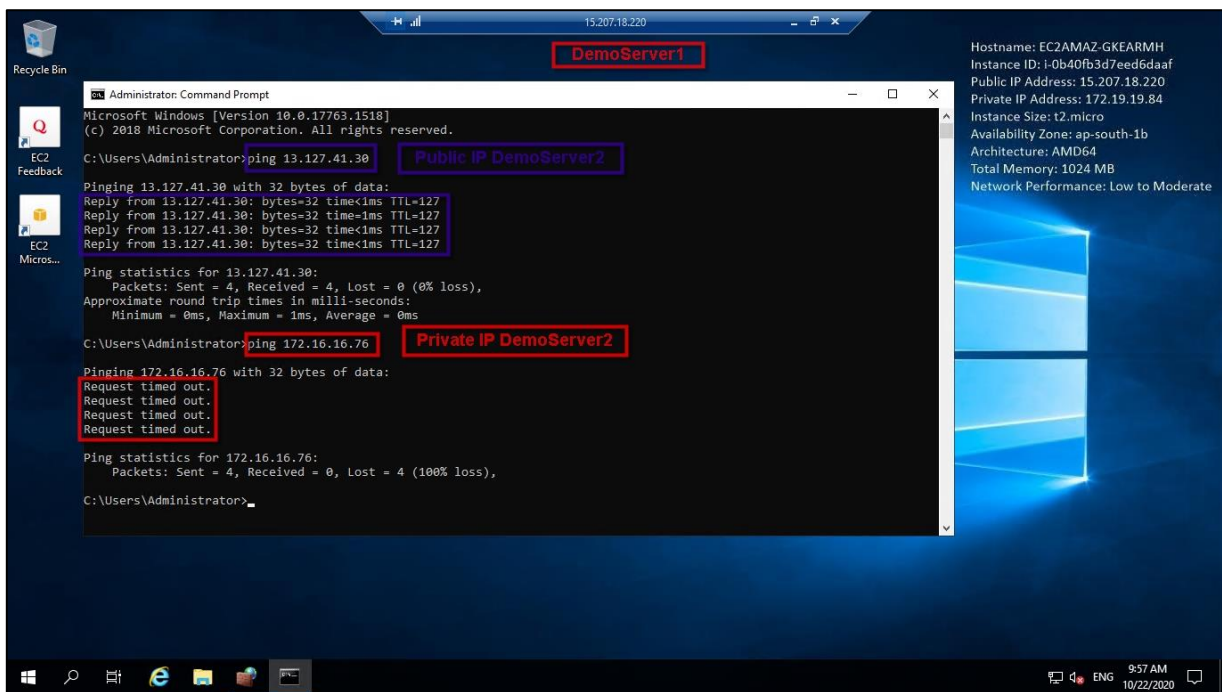 15.207.18.220
DemoServer1
Recycle Bin
EC2
Feedback
EC2
Micros...
Hostname: EC2AMAZ-GKEARMH
Instance ID: i-0b40fb3d7eed6daaf
Public IP Address: 15.207.18.220
Private IP Address: 172.19.19.84
Instance Size: t2.micro
Availability Zone: ap-south-1b
Architecture: AMD64
Total Memory: 1024 MB
Network Performance: Low to Moderate
Administrator: Command Prompt
Microsoft Windows [Version 10.0.17763.1518]
(c) 2018 Microsoft Corporation. All rights reserved.
C:\Users\Administrator>ping 13.127.41.30 Public IP DemoServer2
Pinging 13.127.41.30 with 32 bytes of data:
Reply from 13.127.41.30: bytes=32 time<1ms TTL=127
Reply from 13.127.41.30: bytes=32 time=1ms TTL=127
Reply from 13.127.41.30: bytes=32 time<1ms TTL=127
Reply from 13.127.41.30: bytes=32 time<1ms TTL=127
Ping statistics for 13.127.41.30:
Packets: Sent = 4, Received = 4, Lost = 0 (0% loss),
Approximate round trip times in milli-seconds:
Minimum = 0ms, Maximum = 1ms, Average = 0ms
C:\Users\Administrator>ping 172.16.16.76 Private IP DemoServer2
Pinging 172.16.16.76 with 32 bytes of data:
Request timed out.
Request timed out.
Request timed out.
Request timed out.
Ping statistics for 172.16.16.76:
Packets: Sent = 4, Received = 0, Lost = 4 (100% loss),
C:\Users\Administrator>
ENG
9:57 AM
10/22/2020